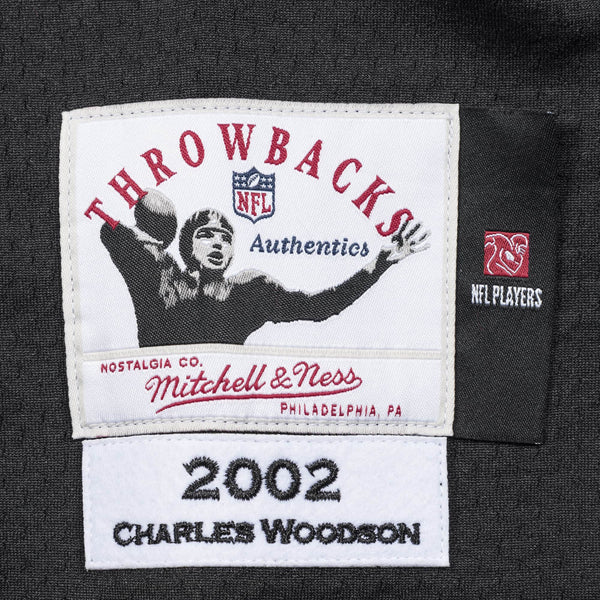 THROWBACKS
NFL
Authentics
NFL PLAYERS
NOSTALGIA CO.
Mitchell & Ness
PHILADELPHIA, PA
2002
CHARLES WOODSON